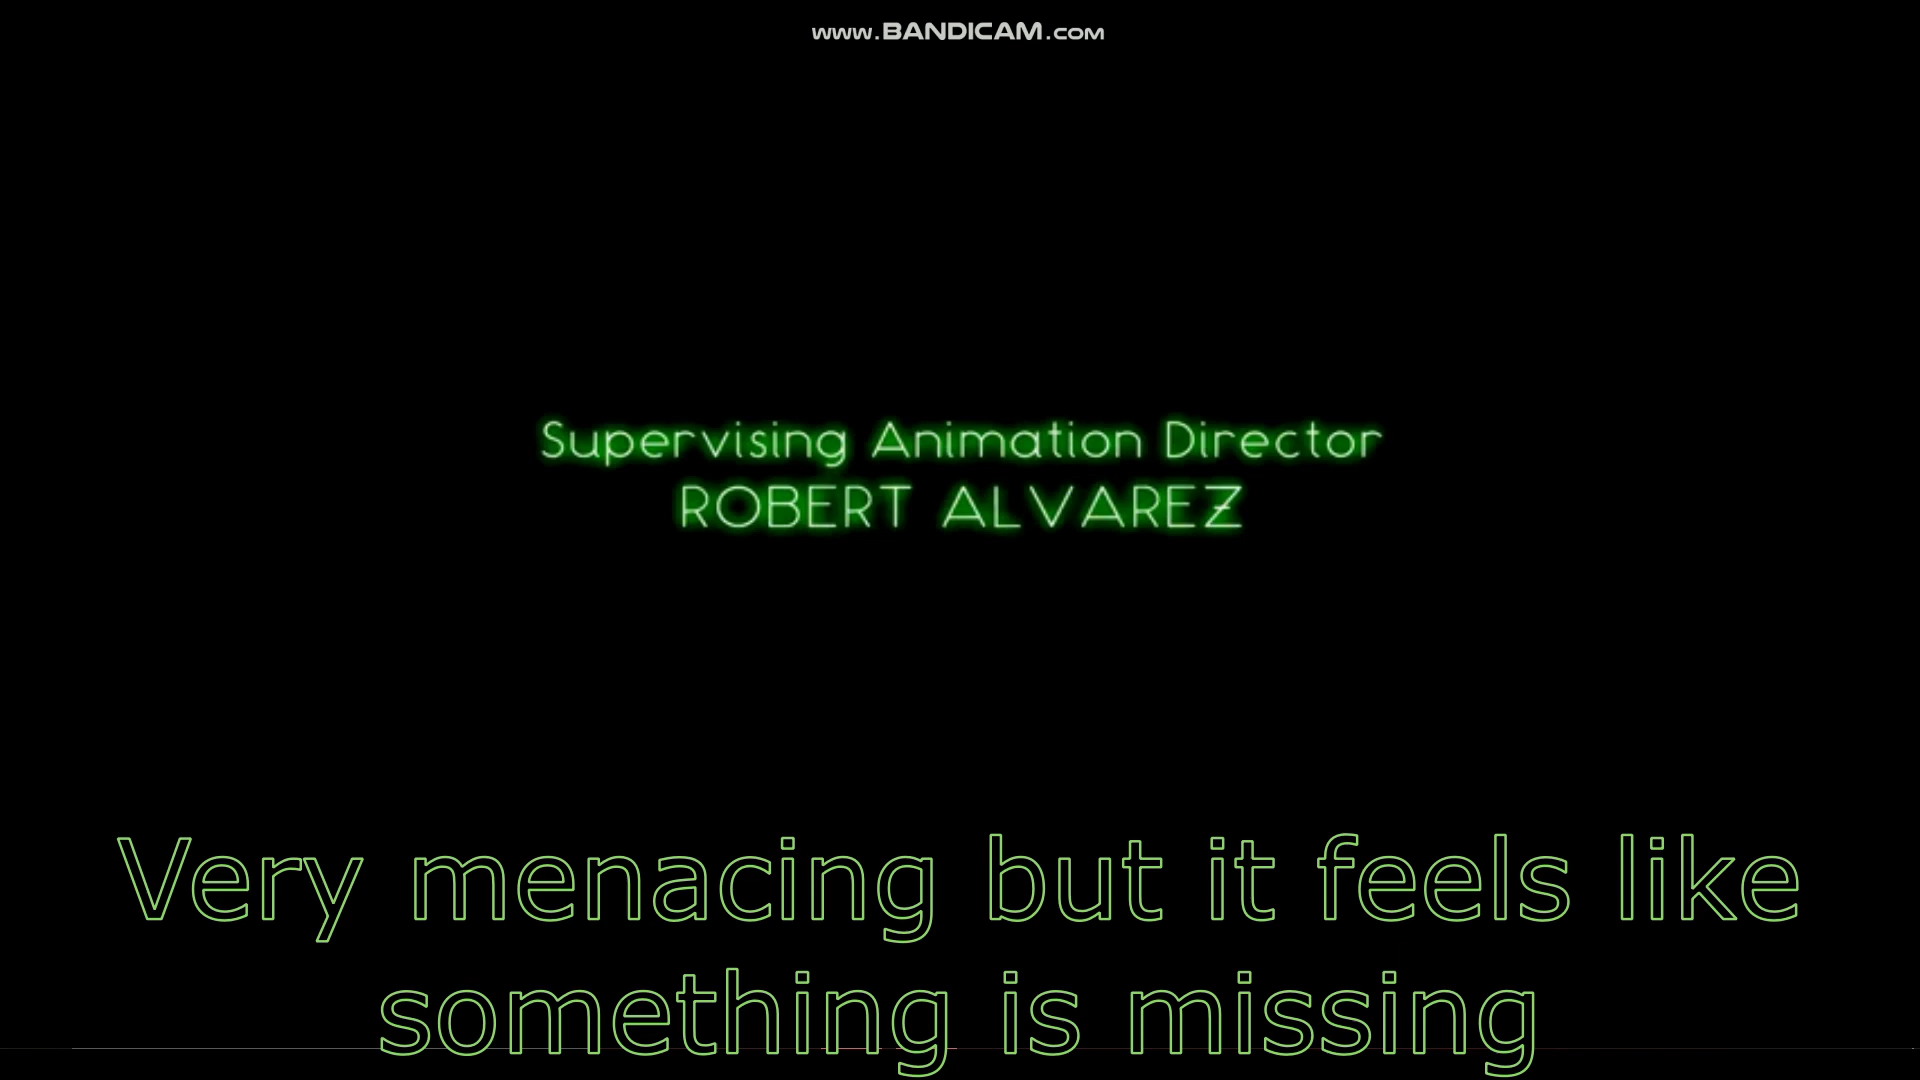 www.BANDICAM.com
Supervising Animation Director
ROBERT ALVAREZ
Very menacing but it feels like
something is missing